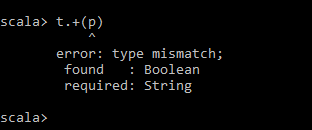 scala> t.+(p)
^
error: type mismatch;
found   : Boolean
required: String
scala>